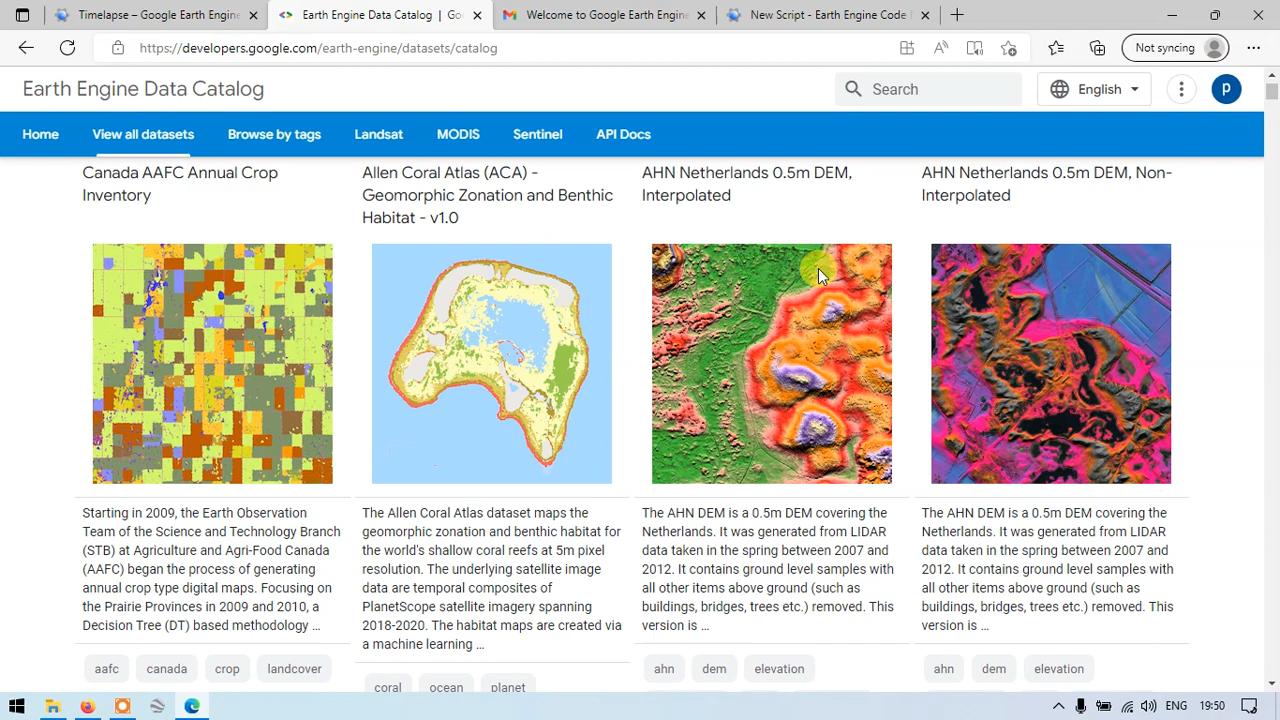 Timelapse – Google Earth Engine
Earth Engine Data Catalog | Go
Welcome to Google Earth Engine
New Script - Earth Engine Code
https://developers.google.com/earth-engine/datasets/catalog
Not syncing
Earth Engine Data Catalog
Search
English
p
Home
View all datasets
Browse by tags
Landsat
MODIS
Sentinel
API Docs
Canada AAFC Annual Crop
Inventory
Allen Coral Atlas (ACA) -
Geomorphic Zonation and Benthic
Habitat - v1.0
AHN Netherlands 0.5m DEM,
Interpolated
AHN Netherlands 0.5m DEM, Non-
Interpolated
Starting in 2009, the Earth Observation
Team of the Science and Technology Branch
(STB) at Agriculture and Agri-Food Canada
(AAFC) began the process of generating
annual crop type digital maps. Focusing on
the Prairie Provinces in 2009 and 2010, a
Decision Tree (DT) based methodology ...
The Allen Coral Atlas dataset maps the
geomorphic zonation and benthic habitat for
the world's shallow coral reefs at 5m pixel
resolution. The underlying satellite image
data are temporal composites of
PlanetScope satellite imagery spanning
2018-2020. The habitat maps are created via
a machine learning ...
The AHN DEM is a 0.5m DEM covering the
Netherlands. It was generated from LIDAR
data taken in the spring between 2007 and
2012. It contains ground level samples with
all other items above ground (such as
buildings, bridges, trees etc.) removed. This
version is ...
The AHN DEM is a 0.5m DEM covering the
Netherlands. It was generated from LIDAR
data taken in the spring between 2007 and
2012. It contains ground level samples with
all other items above ground (such as
buildings, bridges, trees etc.) removed. This
version is ...
aafc
canada
crop
landcover
coral
ocean
planet
ahn
dem
elevation
ahn
dem
elevation
ENG
19:50